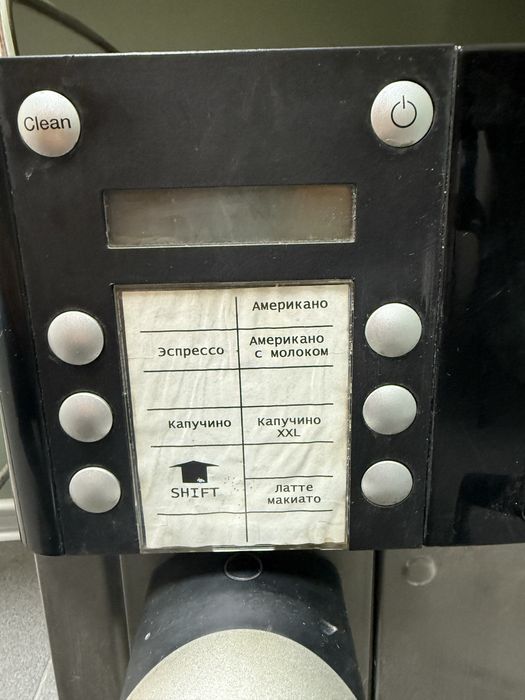 Clean
Американо
Эспрессо
Американо
с молоком
Капучино
Капучино
XXL
SHIFT
Латте
макиато